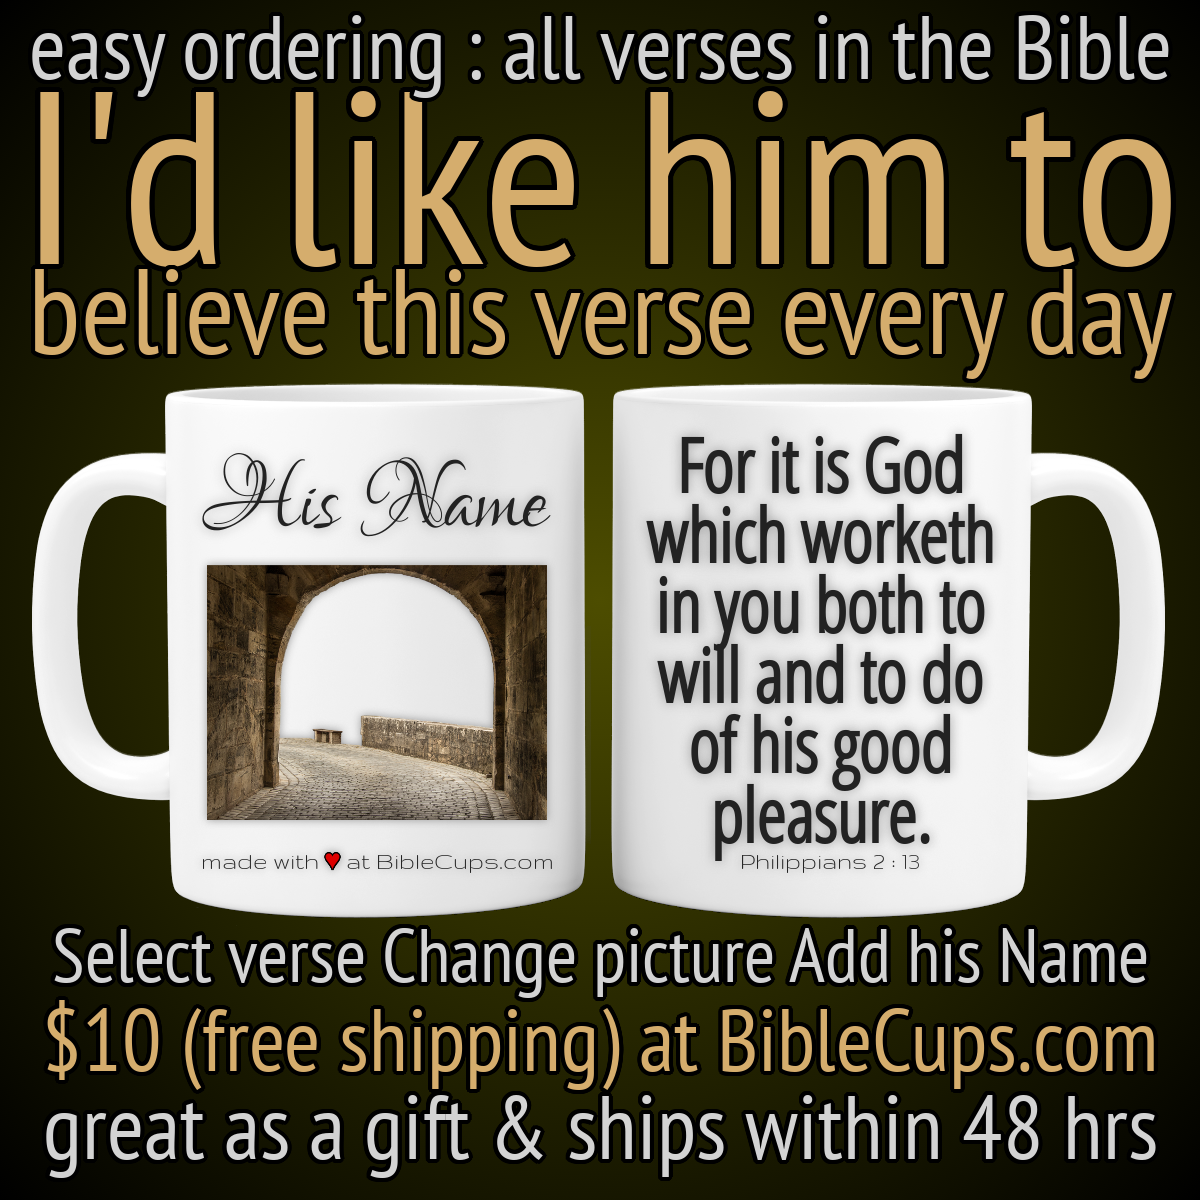 easy ordering : all verses in the Bible
I'd like him to
believe this verse every day
His Name
made with ♥ at BibleCups.com
For it is God
which worketh
in you both to
will and to do
of his good
pleasure.
Philippians 2 : 13
Select verse Change picture Add his Name
$10 (free shipping) at BibleCups.com
great as a gift & ships within 48 hrs